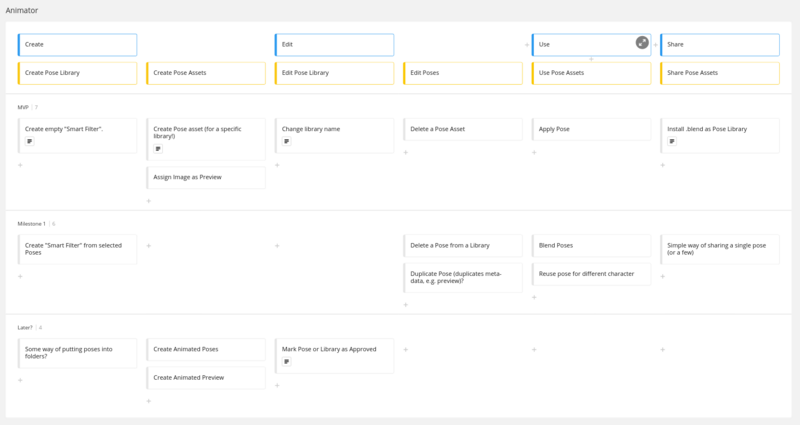 Animator
Create
Edit
Use
Share
Create Pose Library
Create Pose Assets
Edit Pose Library
Edit Poses
Use Pose Assets
Share Pose Assets
MVP 7
Create empty "Smart Filter".
Create Pose asset (for a specific
library!)
Change library name
Delete a Pose Asset
Apply Pose
Install .blend as Pose Library
Assign Image as Preview
Milestone 1 6
Create "Smart Filter" from selected
Poses
Delete a Pose from a Library
Blend Poses
Simple way of sharing a single pose
(or a few)
Duplicate Pose (duplicates meta-
data, e.g. preview)?
Reuse pose for different character
Later? 4
Some way of putting poses into
folders?
Create Animated Poses
Mark Pose or Library as Approved
Create Animated Preview